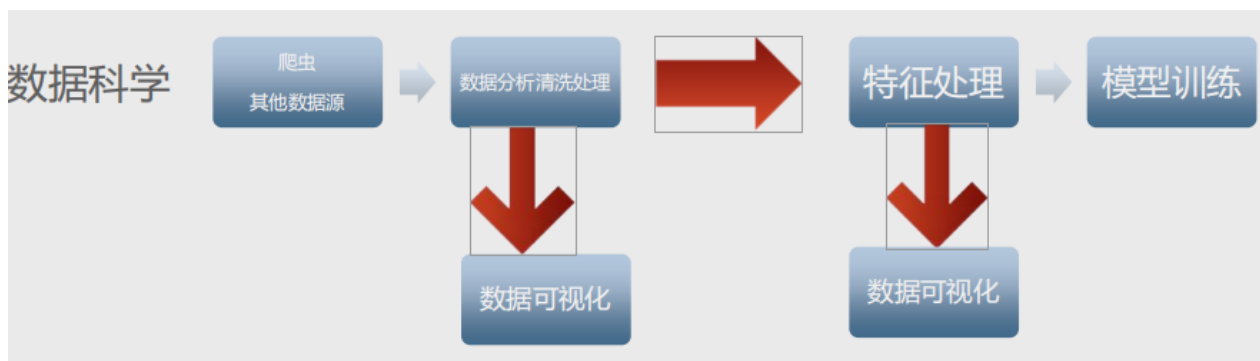 数据科学
爬虫
其他数据源
数据分析清洗处理
特征处理
模型训练
数据可视化
数据可视化